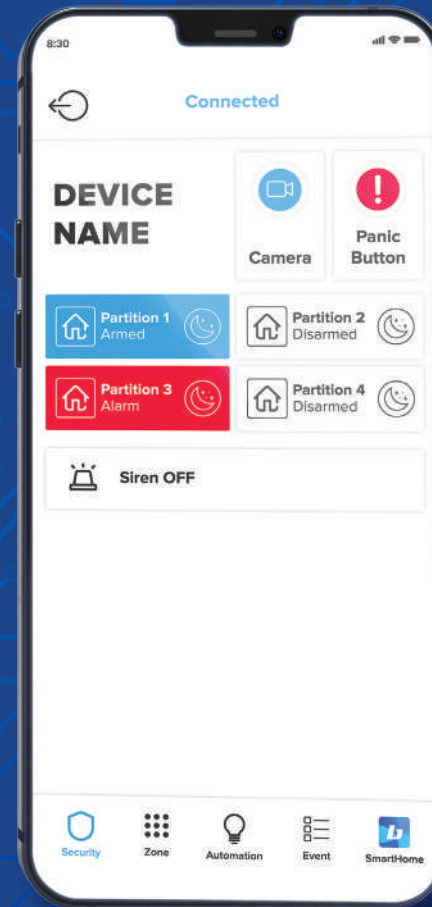 8:30
Connected
DEVICE
NAME
Camera
Panic
Button
Partition 1
Armed
Partition 2
Disarmed
Partition 3
Alarm
Partition 4
Disarmed
Siren OFF
Security
Zone
Automation
Event
SmartHome